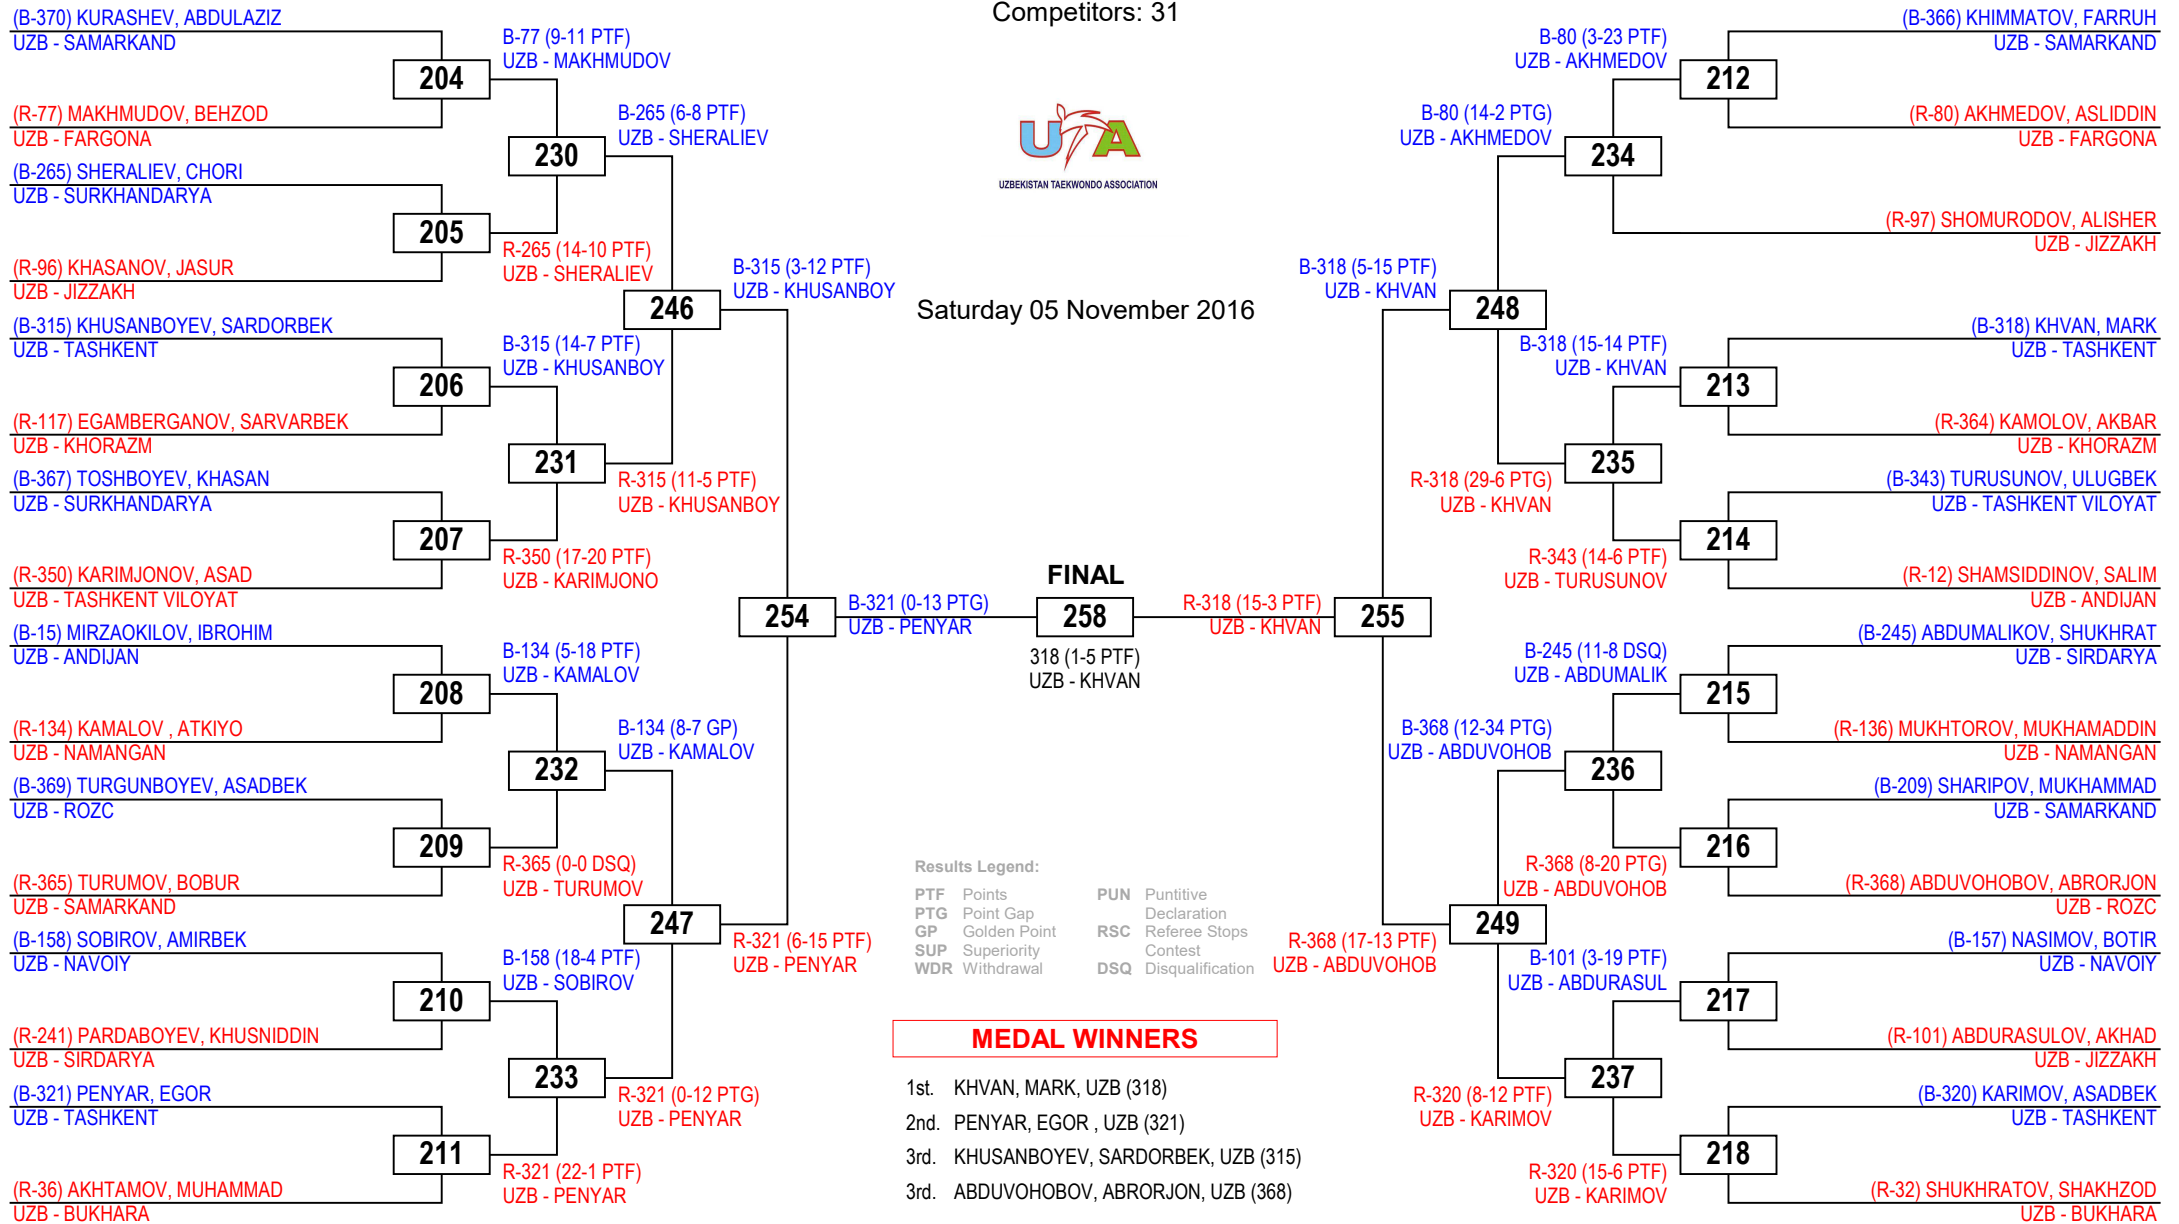 Competitors: 31
(B-370) KURASHEV, ABDULAZIZ
UZB - SAMARKAND
204
(R-77) MAKHMUDOV, BEHZOD
UZB - FARGONA
(B-265) SHERALIEV, CHORI
UZB - SURKHANDARYA
205
(R-96) KHASANOV, JASUR
UZB - JIZZAKH
(B-315) KHUSANBOYEV, SARDORBEK
UZB - TASHKENT
206
(R-117) EGAMBERGANOV, SARVARBEK
UZB - KHORAZM
(B-367) TOSHBOYEV, KHASAN
UZB - SURKHANDARYA
207
(R-350) KARIMJONOV, ASAD
UZB - TASHKENT VILOYAT
(B-15) MIRZAOKILOV, IBROHIM
UZB - ANDIJAN
208
(R-134) KAMALOV , ATKIYO
UZB - NAMANGAN
(B-369) TURGUNBOYEV, ASADBEK
UZB - ROZC
209
(R-365) TURUMOV, BOBUR
UZB - SAMARKAND
(B-158) SOBIROV, AMIRBEK
UZB - NAVOIY
210
(R-241) PARDABOYEV, KHUSNIDDIN
UZB - SIRDARYA
(B-321) PENYAR, EGOR
UZB - TASHKENT
211
(R-36) AKHTAMOV, MUHAMMAD
UZB - BUKHARA
B-77 (9-11 PTF)
UZB - MAKHMUDOV
230
R-265 (14-10 PTF)
UZB - SHERALIEV
B-315 (14-7 PTF)
UZB - KHUSANBOY
231
R-350 (17-20 PTF)
UZB - KARIMJONO
B-134 (5-18 PTF)
UZB - KAMALOV
232
R-365 (0-0 DSQ)
UZB - TURUMOV
B-158 (18-4 PTF)
UZB - SOBIROV
233
R-321 (22-1 PTF)
UZB - PENYAR
B-265 (6-8 PTF)
UZB - SHERALIEV
246
R-315 (11-5 PTF)
UZB - KHUSANBOY
B-134 (8-7 GP)
UZB - KAMALOV
247
R-321 (0-12 PTG)
UZB - PENYAR
B-315 (3-12 PTF)
UZB - KHUSANBOY
254
R-321 (6-15 PTF)
UZB - PENYAR
B-321 (0-13 PTG)
UZB - PENYAR
UTA
UZBEKISTAN TAEKWONDO ASSOCIATION
Saturday 05 November 2016
FINAL
258
318 (1-5 PTF)
UZB - KHVAN
R-318 (15-3 PTF)
UZB - KHVAN
255
B-318 (5-15 PTF)
UZB - KHVAN
R-368 (17-13 PTF)
UZB - ABDUVOHOB
B-80 (14-2 PTG)
UZB - AKHMEDOV
248
R-318 (29-6 PTG)
UZB - KHVAN
B-368 (12-34 PTG)
UZB - ABDUVOHOB
249
R-320 (8-12 PTF)
UZB - KARIMOV
B-80 (3-23 PTF)
UZB - AKHMEDOV
234
B-318 (15-14 PTF)
UZB - KHVAN
235
R-343 (14-6 PTF)
UZB - TURUSUNOV
B-245 (11-8 DSQ)
UZB - ABDUMALIK
236
R-368 (8-20 PTG)
UZB - ABDUVOHOB
B-101 (3-19 PTF)
UZB - ABDURASUL
237
R-320 (15-6 PTF)
UZB - KARIMOV
(B-366) KHIMMATOV, FARRUH
UZB - SAMARKAND
212
(R-80) AKHMEDOV, ASLIDDIN
UZB - FARGONA
(R-97) SHOMURODOV, ALISHER
UZB - JIZZAKH
(B-318) KHVAN, MARK
UZB - TASHKENT
213
(R-364) KAMOLOV, AKBAR
UZB - KHORAZM
(B-343) TURUSUNOV, ULUGBEK
UZB - TASHKENT VILOYAT
214
(R-12) SHAMSIDDINOV, SALIM
UZB - ANDIJAN
(B-245) ABDUMALIKOV, SHUKHRAT
UZB - SIRDARYA
215
(R-136) MUKHTOROV, MUKHAMADDIN
UZB - NAMANGAN
(B-209) SHARIPOV, MUKHAMMAD
UZB - SAMARKAND
216
(R-368) ABDUVOHOBOV, ABRORJON
UZB - ROZC
(B-157) NASIMOV, BOTIR
UZB - NAVOIY
217
(R-101) ABDURASULOV, AKHAD
UZB - JIZZAKH
(B-320) KARIMOV, ASADBEK
UZB - TASHKENT
218
(R-32) SHUKHRATOV, SHAKHZOD
UZB - BUKHARA
Results Legend:
PTF Points
PTG Point Gap
GP Golden Point
SUP Superiority
WDR Withdrawal
PUN Puntitive
Declaration
RSC Referee Stops
Contest
DSQ Disqualification
MEDAL WINNERS
1st. KHVAN, MARK, UZB (318)
2nd. PENYAR, EGOR , UZB (321)
3rd. KHUSANBOYEV, SARDORBEK, UZB (315)
3rd. ABDUVOHOBOV, ABRORJON, UZB (368)